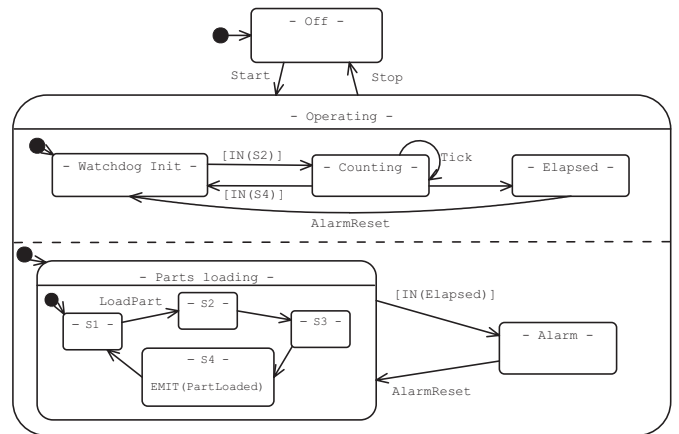 - Off -
Start
Stop
- Operating -
[IN(S2)]
- Watchdog Init -
- Counting -
Tick
- Elapsed -
[IN(S4)]
AlarmReset
- Parts loading -
LoadPart
- S2 -
- S1 -
- S3 -
- S4 -
EMIT(PartLoaded)
[IN(Elapsed)]
- Alarm -
AlarmReset